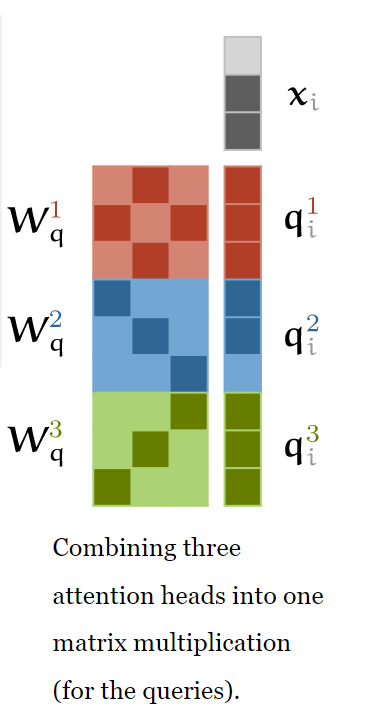 x_i
W_q^1 q_i^1
W_q^2 q_i^2
W_q^3 q_i^3
Combining three
attention heads into one
matrix multiplication
(for the queries).